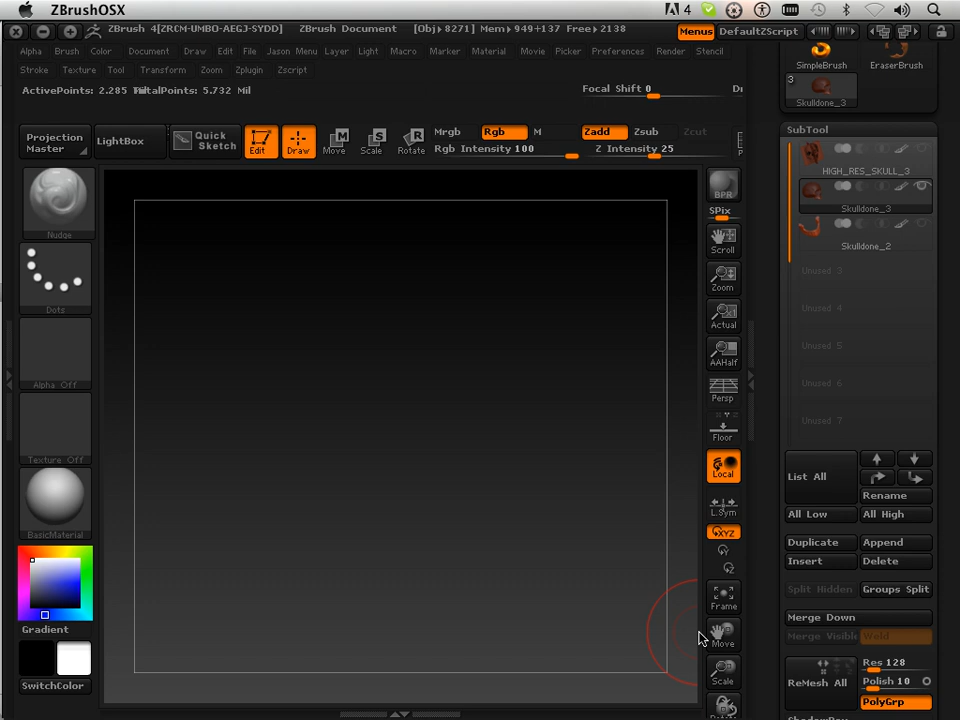 ZBrushOSX
4
ZBrush 4[ZRCM-UMBO-AEGJ-SYDD]
ZBrush Document
[Obj▸8271] Mem▸949+137 Free▸2138
Menus
DefaultZScript
Alpha Brush Color Document Draw Edit File Jason Menu Layer Light Macro Marker Material Movie Picker Preferences Render Stencil
Stroke Texture Tool Transform Zoom Zplugin Zscript
ActivePoints: 2.285
TotalPoints: 5.732 Mil
Focal Shift 0
Projection Master
LightBox
Quick Sketch
Edit
Draw
Move
Scale
Rotate
Mrgb Rgb M
Rgb Intensity 100
Zadd Zsub Zcut
Z Intensity 25
Nudge
Dots
Alpha Off
Texture Off
BasicMaterial
Gradient
SwitchColor
BPR
SPix
Scroll
Zoom
Actual
AAHalf
Persp
Floor
Local
L.Sym
XYZ
Frame
Move
Scale
SimpleBrush
EraserBrush
3
Skulldone_3
SubTool
HIGH_RES_SKULL_3
Skulldone_3
Skulldone_2
Unused 3
Unused 4
Unused 5
Unused 6
Unused 7
List All
Rename
All Low
All High
Duplicate
Append
Insert
Delete
Split Hidden
Groups Split
Merge Down
Merge Visible
Weld
ReMesh All
Res 128
Polish 10
PolyGrp